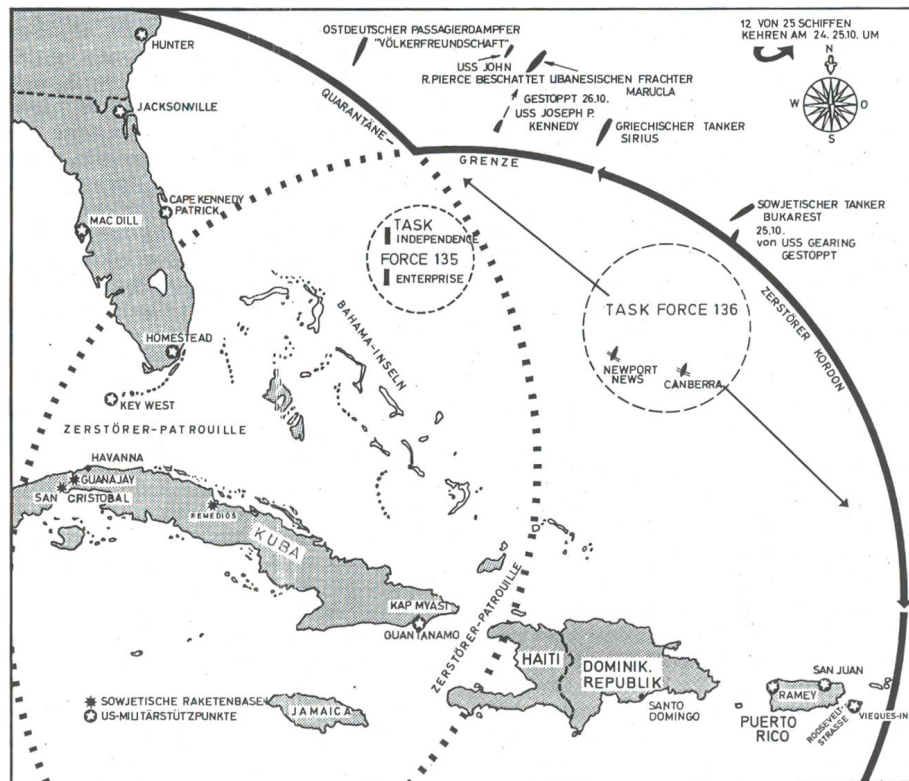 OSTDEUTSCHER PASSAGIERDAMPFER
"VÖLKERFREUNDSCHAFT"
12 VON 25 SCHIFFEN
KEHREN AM 24. 25.10. UM
N
W
O
S
USS JOHN
R.PIERCE BESCHATTET LIBANESISCHEN FRACHTER
MARUCLA
GESTOPPT 26.10.
USS JOSEPH P.
KENNEDY
GRIECHISCHER TANKER
SIRIUS
HUNTER
JACKSONVILLE
QUARANTÄNE –
GRENZE
CAPE KENNEDY
PATRICK
MAC DILL
SOWJETISCHER TANKER
BUKAREST
25.10.
von USS GEARING
GESTOPPT
TASK
INDEPENDENCE
FORCE 135
ENTERPRISE
TASK FORCE 136
ZERSTÖRER KORDON
BAHAMA-INSELN
HOMESTEAD
NEWPORT
NEWS
CANBERRA
KEY WEST
ZERSTÖRER-PATROUILLE
HAVANNA
GUANAJAY
SAN CRISTOBAL
REMEDIOS
KUBA
KAP MYASI
GUANTANAMO
ZERSTÖRER-PATROUILLE
HAITI
DOMINIK.
REPUBLIK
SANTO
DOMINGO
SAN JUAN
RAMEY
PUERTO
RICO
ROOSEVELT-
STRASSE
VIEQUES-IN
SOWJETISCHE RAKETENBASEN
US-MILITÄRSTÜTZPUNKTE
JAMAICA